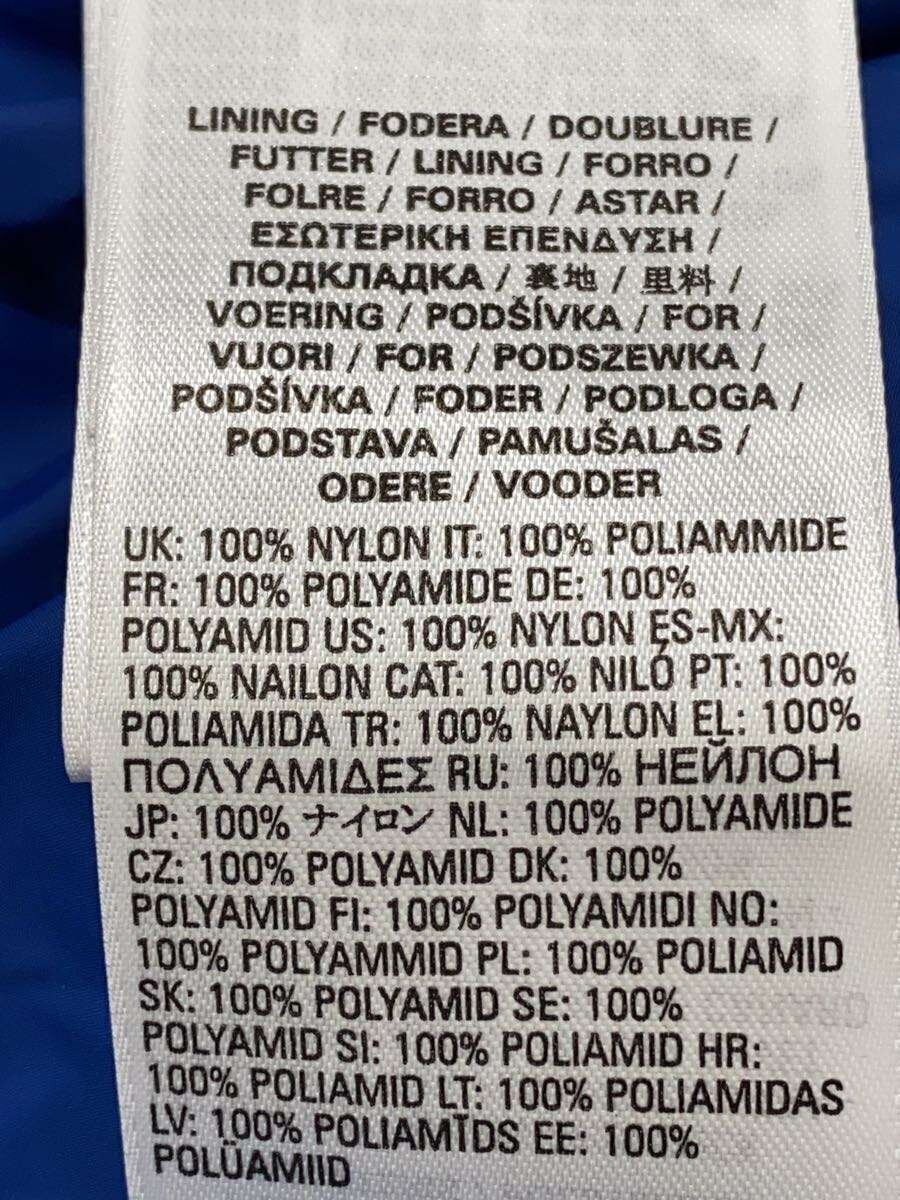 LINING / FODERA / DOUBLURE /
FUTTER / LINING / FORRO /
FOLRE / FORRO / ASTAR /
ΕΣΩΤΕΡΙΚΗ ΕΠΕΝΔΥΣΗ /
ПОДКЛАДКА / 裏地 / 里料 /
VOERING / PODŠÍVKA / FOR /
VUORI / FOR / PODSZEWKA /
PODŠÍVKA / FODER / PODLOGA /
PODSTAVA / PAMUŠALAS /
ODERE / VOODER
UK: 100% NYLON IT: 100% POLIAMMIDE
FR: 100% POLYAMIDE DE: 100%
POLYAMID US: 100% NYLON ES-MX:
100% NAILON CAT: 100% NILÓ PT: 100%
POLIAMIDA TR: 100% NAYLON EL: 100%
ΠΟΛΥΑΜΙΔΕΣ RU: 100% НЕЙЛОН
JP: 100% ナイロン NL: 100% POLYAMIDE
CZ: 100% POLYAMID DK: 100%
POLYAMID FI: 100% POLYAMIDI NO:
100% POLYAMMID PL: 100% POLIAMID
SK: 100% POLYAMID SE: 100%
POLYAMID SI: 100% POLIAMID HR:
100% POLIAMID LT: 100% POLIAMIDAS
LV: 100% POLIAMĪDS EE: 100%
POLÜAMIID